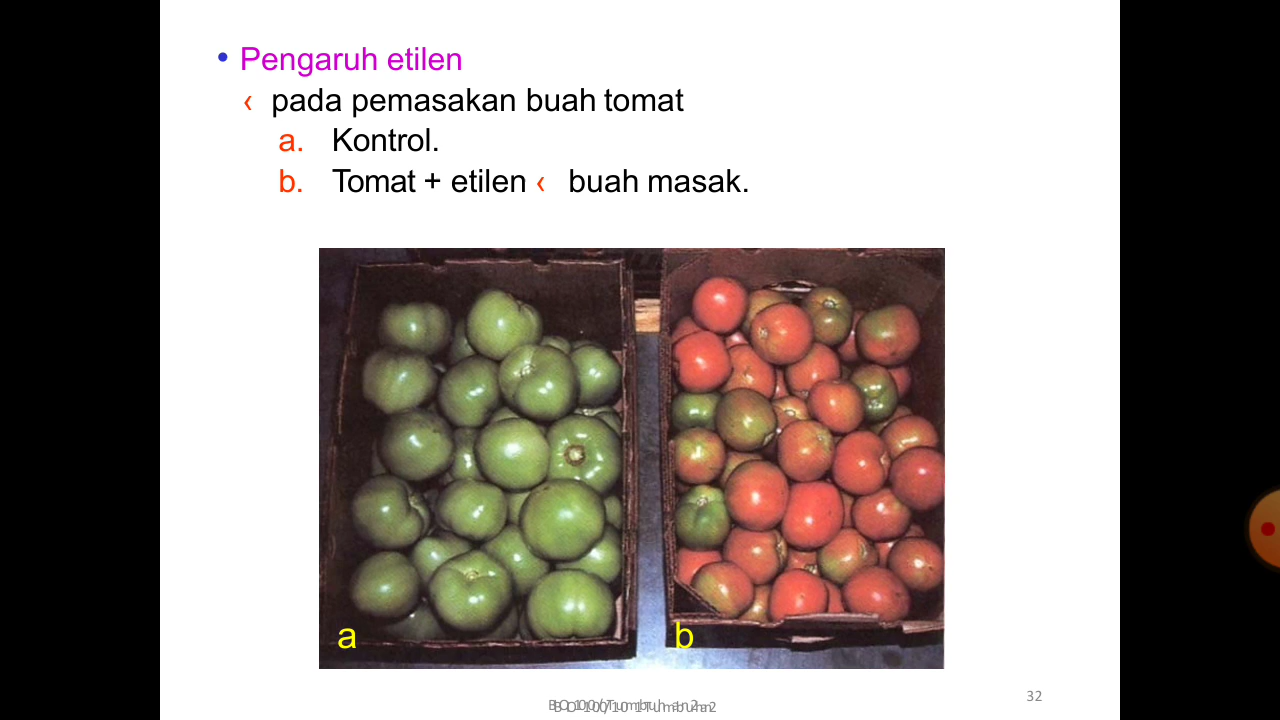 • Pengaruh etilen
‹ pada pemasakan buah tomat
a. Kontrol.
b. Tomat + etilen ‹ buah masak.
a
b
32